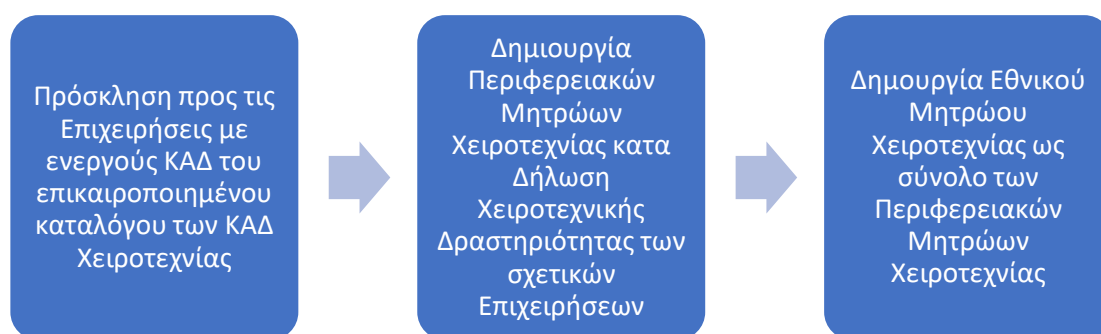 Πρόσκληση προς τις
Επιχειρήσεις με
ενεργούς ΚΑΔ του
επικαιροποιημένου
καταλόγου των ΚΑΔ
Χειροτεχνίας
Δημιουργία
Περιφερειακών
Μητρώων
Χειροτεχνίας κατα
Δήλωση
Χειροτεχνικής
Δραστηριότητας των
σχετικών
Επιχειρήσεων
Δημουργία Εθνικού
Μητρώου
Χειροτεχνίας ως
σύνολο των
Περιφερειακών
Μητρώων
Χειροτεχνίας